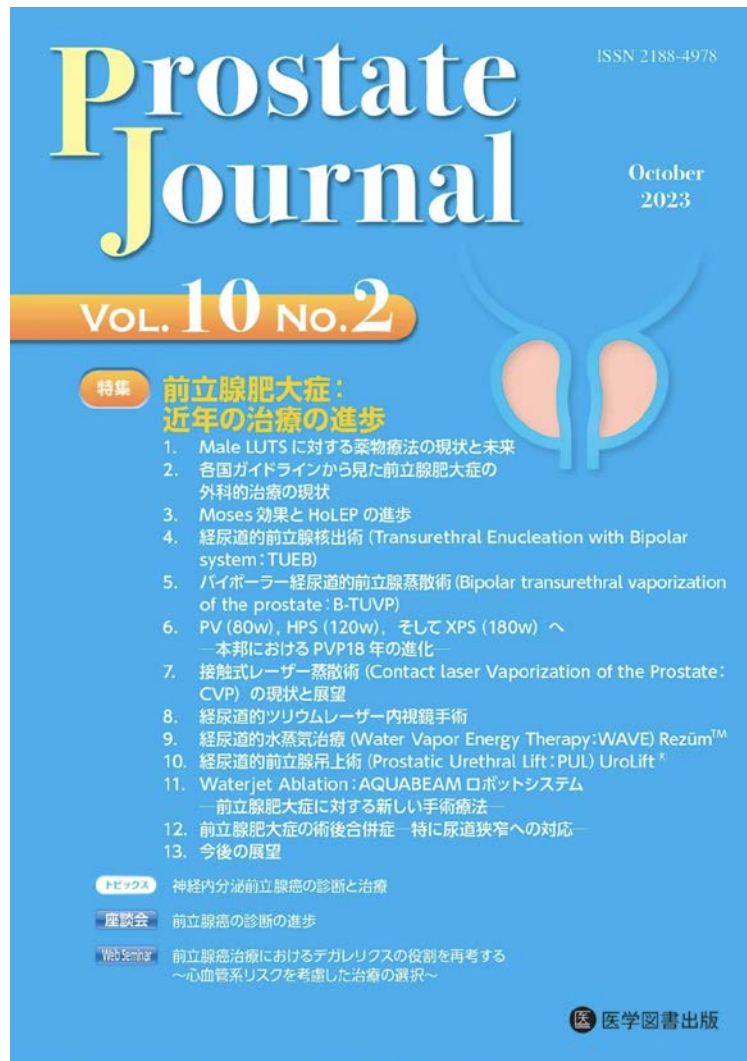 Prostate
Journal
ISSN 2188-4978
October
2023
VOL. 10 No.2
特集 前立腺肥大症：
近年の治療の進歩
1. Male LUTS に対する薬物療法の現状と未来
2. 各国ガイドラインから見た前立腺肥大症の
外科的治療の現状
3. Moses 効果と HoLEP の進歩
4. 経尿道的前立腺核出術 (Transurethral Enucleation with Bipolar
system：TUEB)
5. バイポーラー経尿道的前立腺蒸散術 (Bipolar transurethral vaporization
of the prostate：B-TUVP)
6. PV (80w), HPS (120w), そして XPS (180w) へ
―本邦における PVP18 年の進化―
7. 接触式レーザー蒸散術 (Contact laser Vaporization of the Prostate：
CVP) の現状と展望
8. 経尿道的ツリウムレーザー内視鏡手術
9. 経尿道的水蒸気治療 (Water Vapor Energy Therapy：WAVE) Rezūm™
10. 経尿道的前立腺吊上術 (Prostatic Urethral Lift：PUL) UroLift®
11. Waterjet Ablation：AQUABEAM ロボットシステム
―前立腺肥大症に対する新しい手術療法―
12. 前立腺肥大症の術後合併症―特に尿道狭窄への対応―
13. 今後の展望
トピックス 神経内分泌前立腺癌の診断と治療
座談会 前立腺癌の診断の進歩
Web Seminar 前立腺癌治療におけるデガレリクスの役割を再考する
～心血管系リスクを考慮した治療の選択～
医 医学図書出版